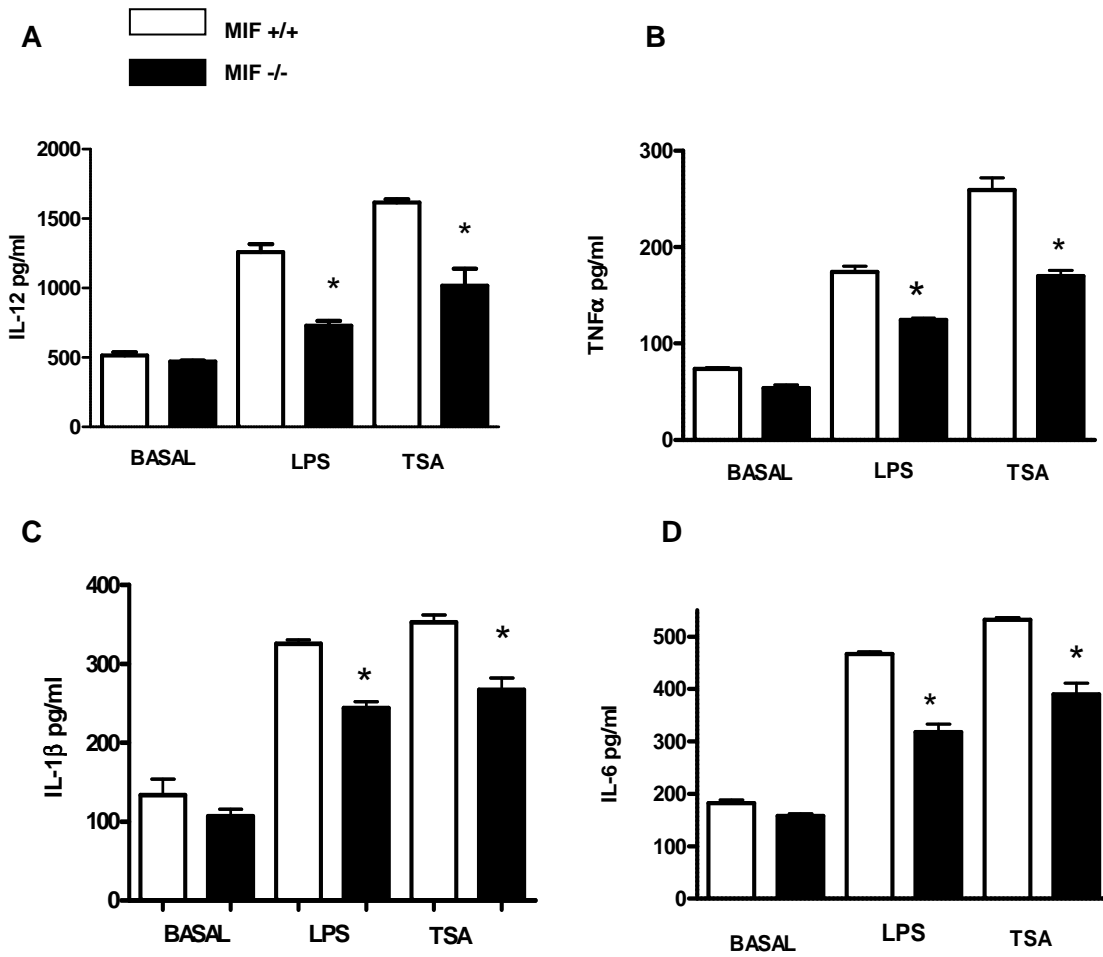 A
MIF +/+
MIF -/-
B
2000
1500
1000
500
0
IL-12 pg/ml
*
*
BASAL
LPS
TSA
300
200
100
0
TNFα pg/ml
*
*
BASAL
LPS
TSA
C
400
300
200
100
0
IL-1β pg/ml
*
*
BASAL
LPS
TSA
D
500
400
300
200
100
0
IL-6 pg/ml
*
*
BASAL
LPS
TSA